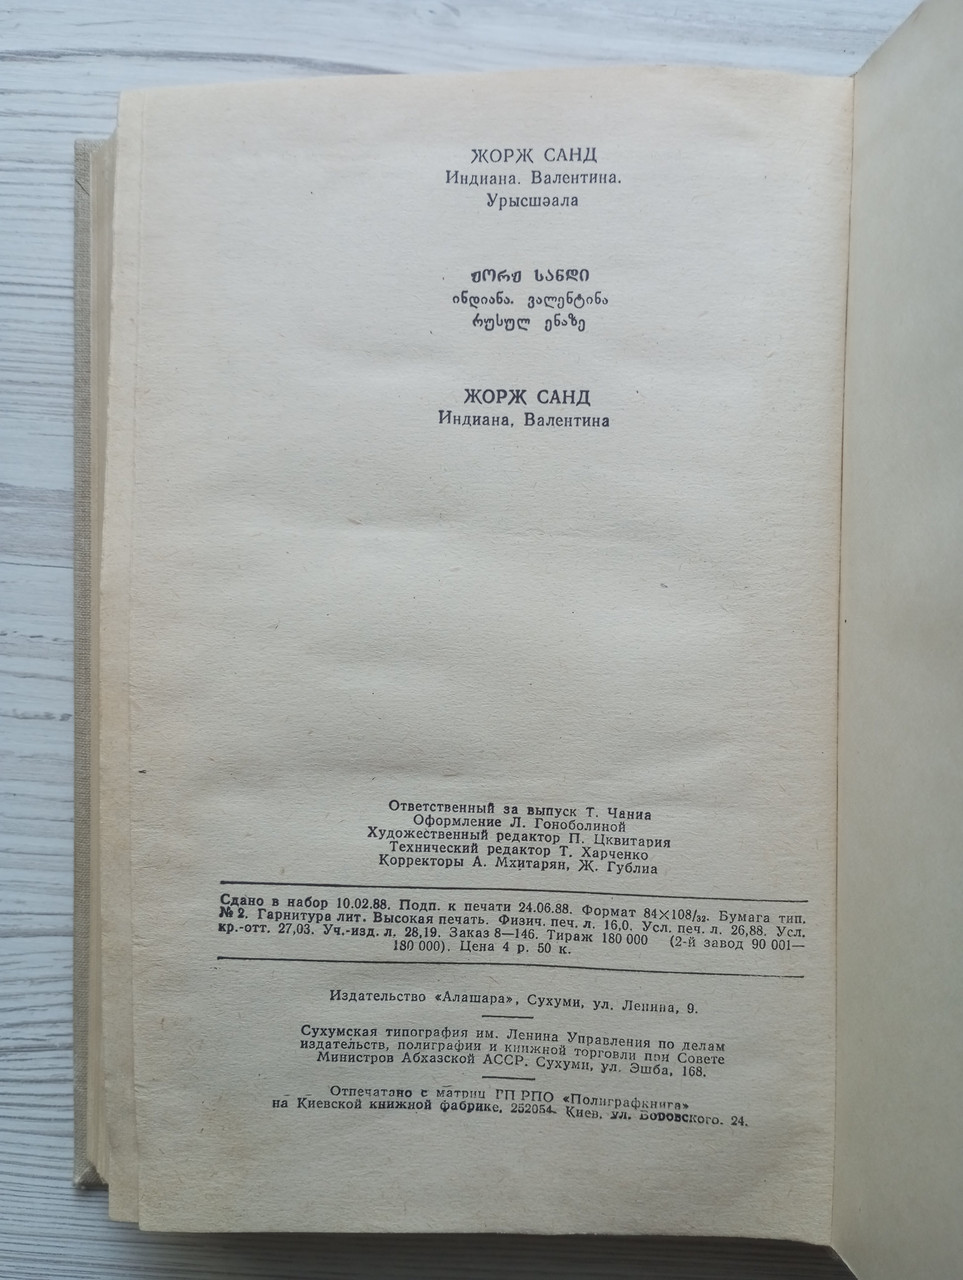 ЖОРЖ САНД
Индиана. Валентина.
Урысшәала
ჟორჟ სანდი
ინდიანა. ვალენტინა
რუსულ ენაზე
ЖОРЖ САНД
Индиана, Валентина
Ответственный за выпуск Т. Чаниа
Оформление Л. Гоноболиной
Художественный редактор П. Цквитария
Технический редактор Т. Харченко
Корректоры А. Мхитарян, Ж. Гублиа
Сдано в набор 10.02.88. Подп. к печати 24.06.88. Формат 84×108/32. Бумага тип.
№ 2. Гарнитура лит. Высокая печать. Физич. печ. л. 16,0. Усл. печ. л. 26,88. Усл.
кр.-отт. 27,03. Уч.-изд. л. 28,19. Заказ 8—146. Тираж 180 000 (2-й завод 90 001—
180 000). Цена 4 р. 50 к.
Издательство «Алашара», Сухуми, ул. Ленина, 9.
Сухумская типография им. Ленина Управления по делам
издательств, полиграфии и книжной торговли при Совете
Министров Абхазской АССР. Сухуми, ул. Эшба, 168.
Отпечатано с матриц ГП РПО «Полиграфкнига»
на Киевской книжной фабрике, 252054. Киев, ул. Воровского. 24.